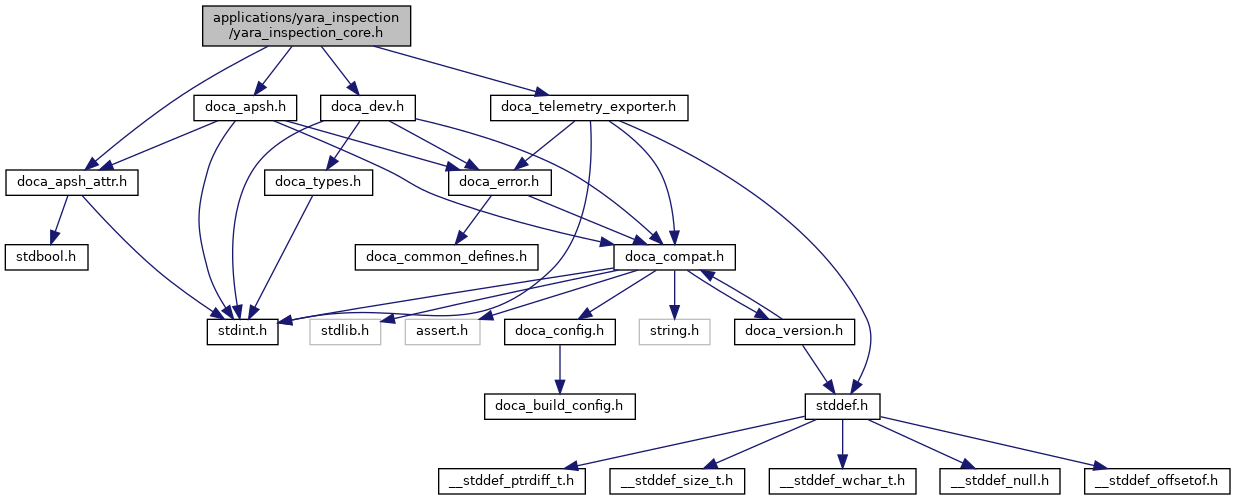 applications/yara_inspection
/yara_inspection_core.h
doca_apsh.h
doca_dev.h
doca_telemetry_exporter.h
doca_apsh_attr.h
doca_types.h
doca_error.h
stdbool.h
doca_common_defines.h
doca_compat.h
stdint.h
stdlib.h
assert.h
doca_config.h
string.h
doca_version.h
doca_build_config.h
stddef.h
__stddef_ptrdiff_t.h
__stddef_size_t.h
__stddef_wchar_t.h
__stddef_null.h
__stddef_offsetof.h